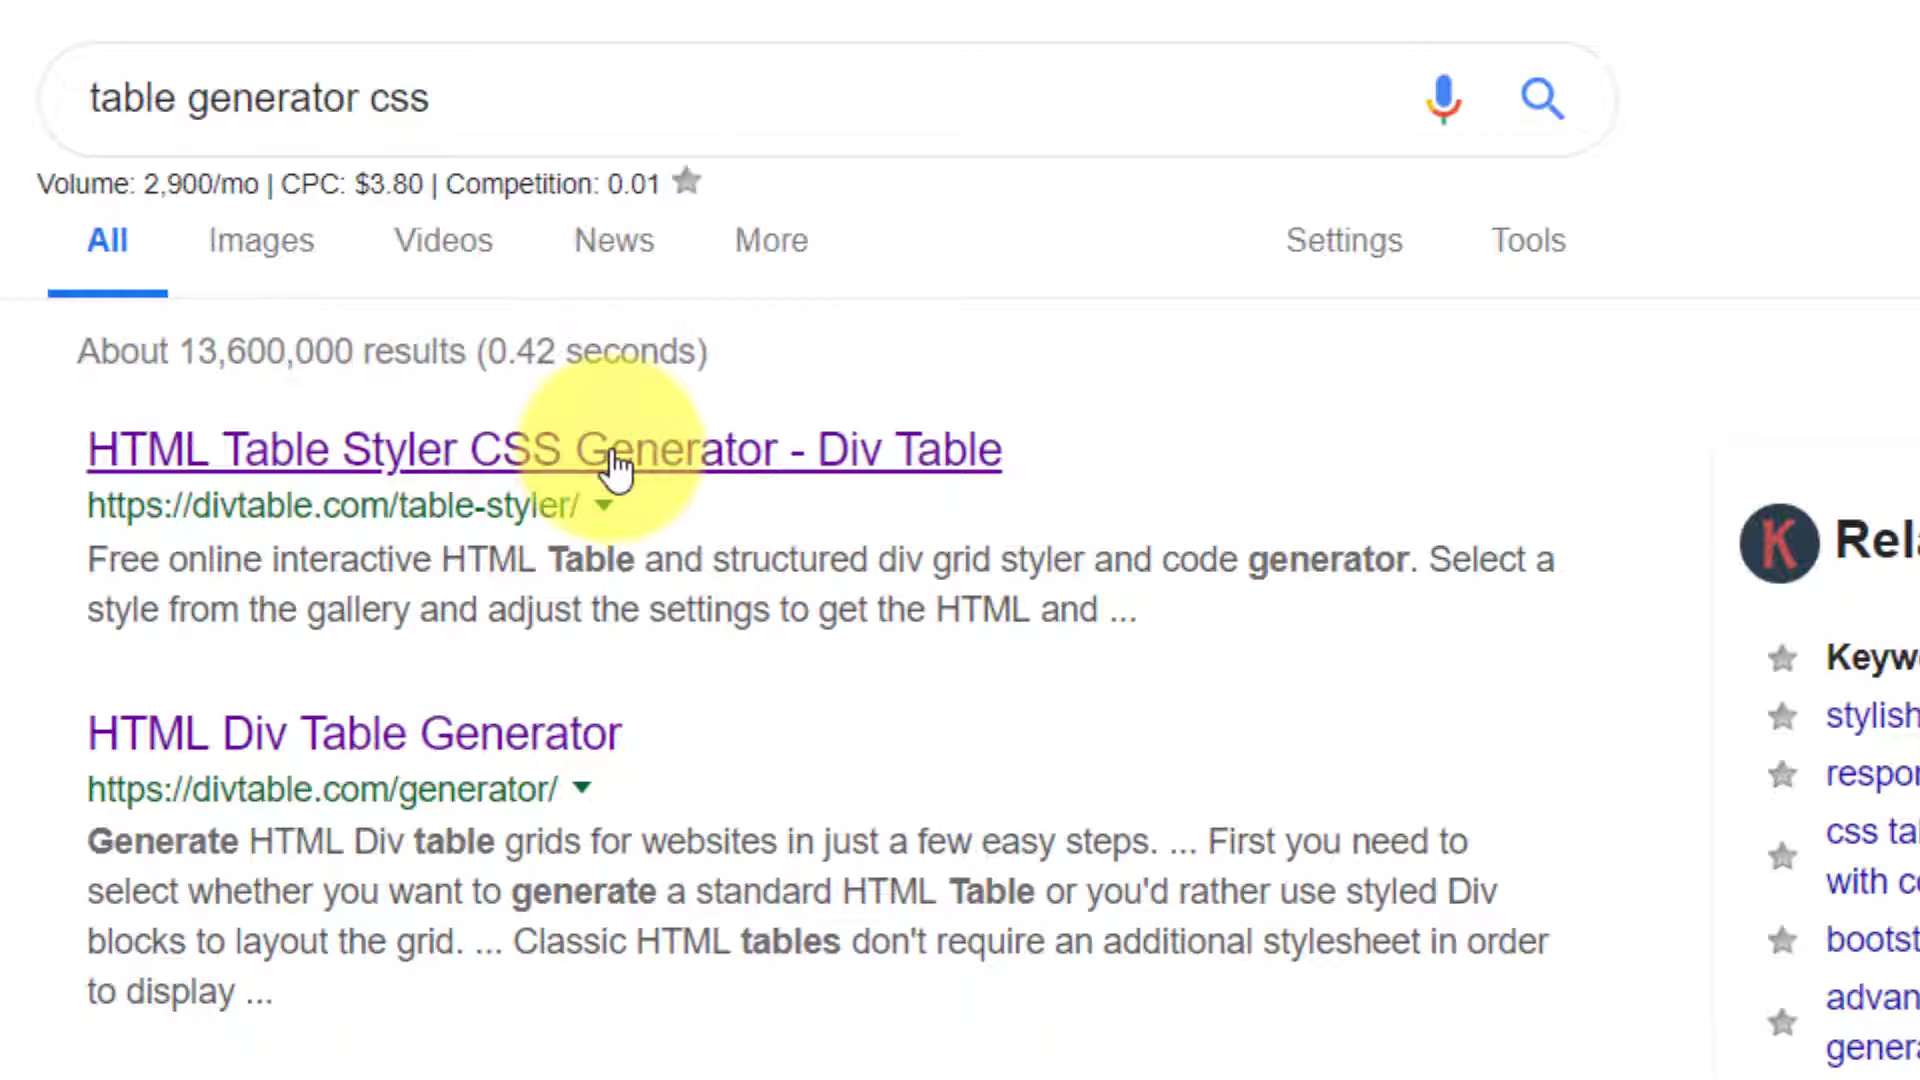 table generator css
Volume: 2,900/mo | CPC: $3.80 | Competition: 0.01
All Images Videos News More Settings Tools
About 13,600,000 results (0.42 seconds)
HTML Table Styler CSS Generator - Div Table
https://divtable.com/table-styler/
Free online interactive HTML Table and structured div grid styler and code generator. Select a
style from the gallery and adjust the settings to get the HTML and ...
HTML Div Table Generator
https://divtable.com/generator/
Generate HTML Div table grids for websites in just a few easy steps. ... First you need to
select whether you want to generate a standard HTML Table or you'd rather use styled Div
blocks to layout the grid. ... Classic HTML tables don't require an additional stylesheet in order
to display ...
K
with